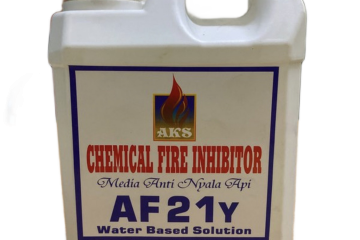 AKS
CHEMICAL FIRE INHIBITOR
Media Anti Nyala Api
AF21Y
Water Based Solution